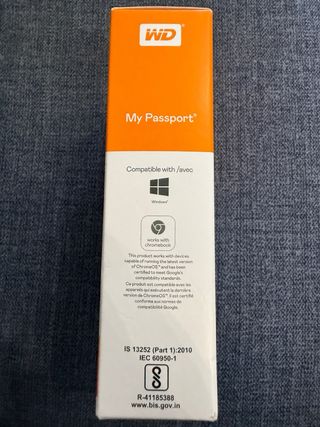 WD
My Passport®
Compatible with /avec
Windows®
works with
chromebook
This product works with devices
capable of running the latest version
of ChromeOS™ and has been
certified to meet Google's
compatibility standards.
Ce produit est compatible avec les
appareils qui exécutent la dernière
version de ChromeOS™, il est certifié
conforme aux normes de
compatibilité Google.
IS 13252 (Part 1):2010
IEC 60950-1
R-41185388
www.bis.gov.in